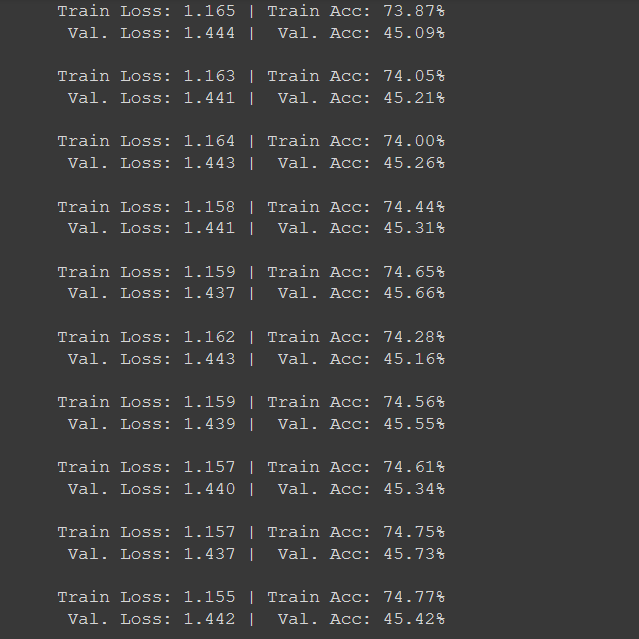 Train Loss: 1.165 | Train Acc: 73.87%
Val. Loss: 1.444 | Val. Acc: 45.09%
Train Loss: 1.163 | Train Acc: 74.05%
Val. Loss: 1.441 | Val. Acc: 45.21%
Train Loss: 1.164 | Train Acc: 74.00%
Val. Loss: 1.443 | Val. Acc: 45.26%
Train Loss: 1.158 | Train Acc: 74.44%
Val. Loss: 1.441 | Val. Acc: 45.31%
Train Loss: 1.159 | Train Acc: 74.65%
Val. Loss: 1.437 | Val. Acc: 45.66%
Train Loss: 1.162 | Train Acc: 74.28%
Val. Loss: 1.443 | Val. Acc: 45.16%
Train Loss: 1.159 | Train Acc: 74.56%
Val. Loss: 1.439 | Val. Acc: 45.55%
Train Loss: 1.157 | Train Acc: 74.61%
Val. Loss: 1.440 | Val. Acc: 45.34%
Train Loss: 1.157 | Train Acc: 74.75%
Val. Loss: 1.437 | Val. Acc: 45.73%
Train Loss: 1.155 | Train Acc: 74.77%
Val. Loss: 1.442 | Val. Acc: 45.42%